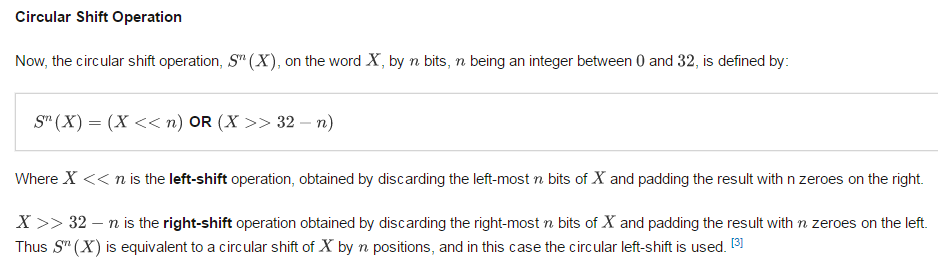 Circular Shift Operation
Now, the circular shift operation, Sⁿ(X), on the word X, by n bits, n being an integer between 0 and 32, is defined by:
Sⁿ(X) = (X << n) OR (X >> 32 − n)
Where X << n is the left-shift operation, obtained by discarding the left-most n bits of X and padding the result with n zeroes on the right.
X >> 32 − n is the right-shift operation obtained by discarding the right-most n bits of X and padding the result with n zeroes on the left.
Thus Sⁿ(X) is equivalent to a circular shift of X by n positions, and in this case the circular left-shift is used. [3]